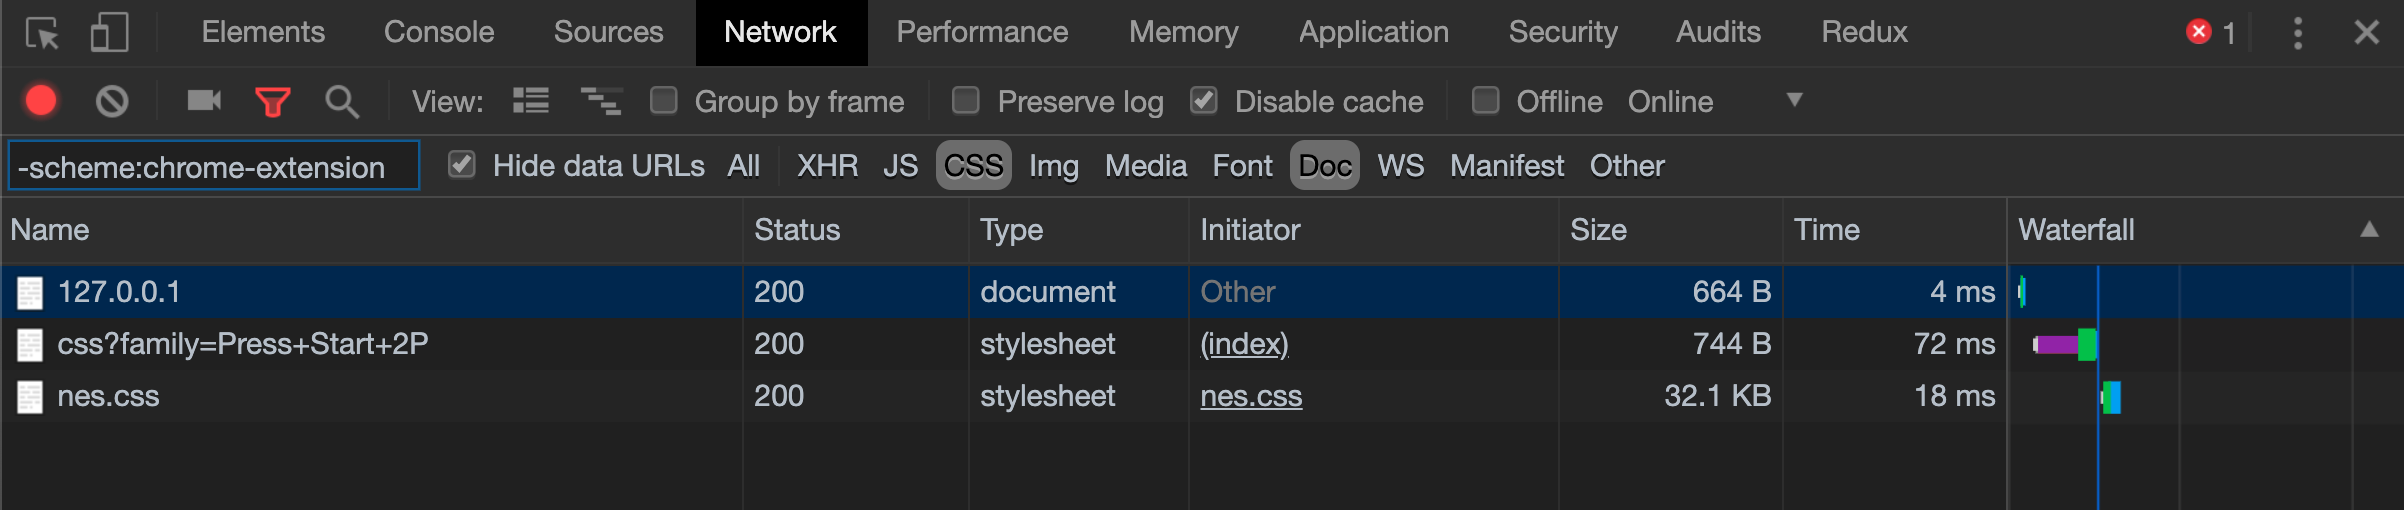 Elements Console Sources Network Performance Memory Application Security Audits Redux 1
View: Group by frame Preserve log Disable cache Offline Online
-scheme:chrome-extension Hide data URLs All XHR JS CSS Img Media Font Doc WS Manifest Other
Name Status Type Initiator Size Time Waterfall
127.0.0.1 200 document Other 664 B 4 ms
css?family=Press+Start+2P 200 stylesheet (index) 744 B 72 ms
nes.css 200 stylesheet nes.css 32.1 KB 18 ms